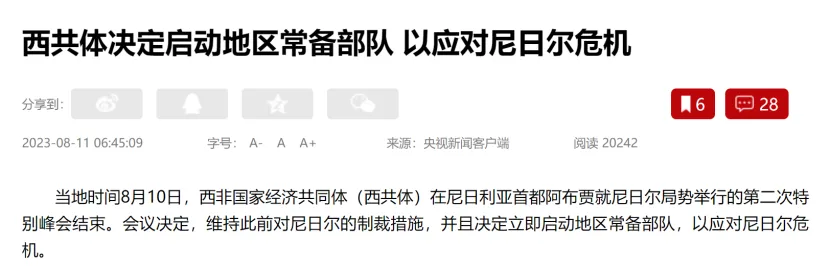 西共体决定启动地区常备部队 以应对尼日尔危机
分享到: 6 28
2023-08-11 06:45:09 字号: A- A A+ 来源: 央视新闻客户端 阅读 20242
当地时间8月10日，西非国家经济共同体（西共体）在尼日利亚首都阿布贾就尼日尔局势举行的第二次特
别峰会结束。会议决定，维持此前对尼日尔的制裁措施，并且决定立即启动地区常备部队，以应对尼日尔危
机。